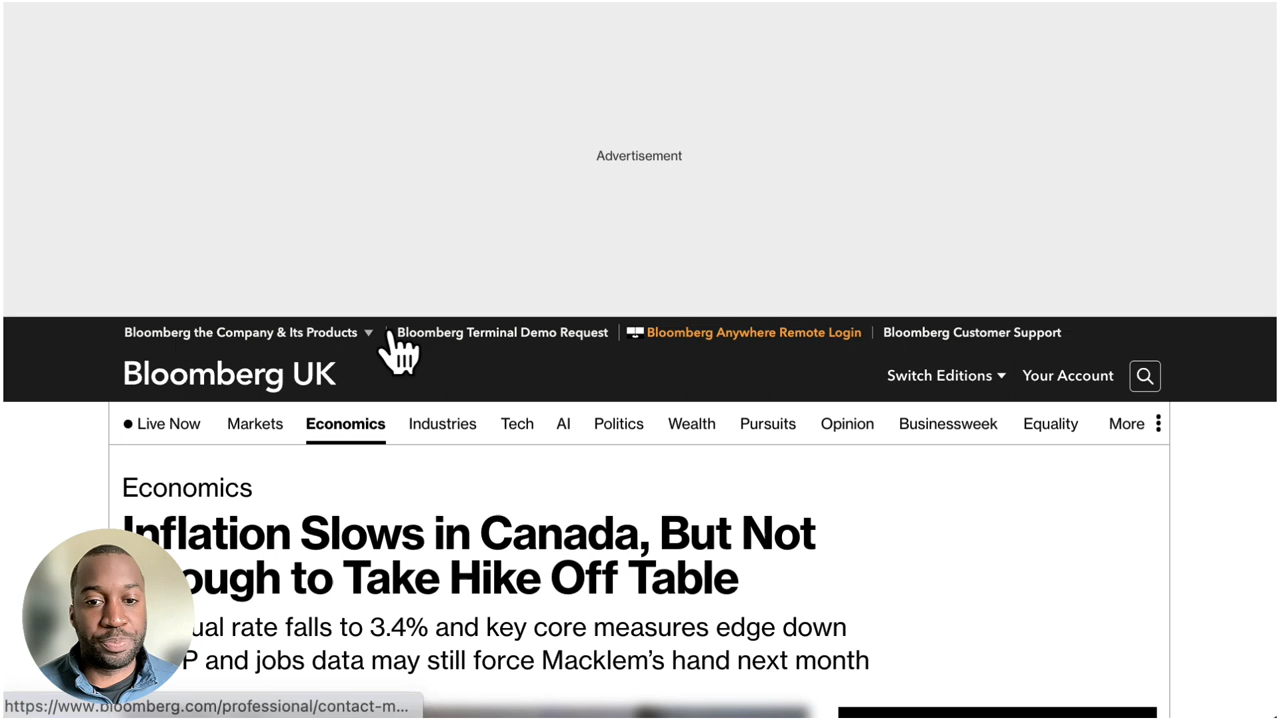 Advertisement
Bloomberg the Company & Its Products
Bloomberg Terminal Demo Request
Bloomberg Anywhere Remote Login
Bloomberg Customer Support
Bloomberg UK
Switch Editions
Your Account
Live Now
Markets
Economics
Industries
Tech
AI
Politics
Wealth
Pursuits
Opinion
Businessweek
Equality
More
Economics
Inflation Slows in Canada, But Not
ough to Take Hike Off Table
ual rate falls to 3.4% and key core measures edge down
P and jobs data may still force Macklem's hand next month
https://www.bloomberg.com/professional/contact-m...